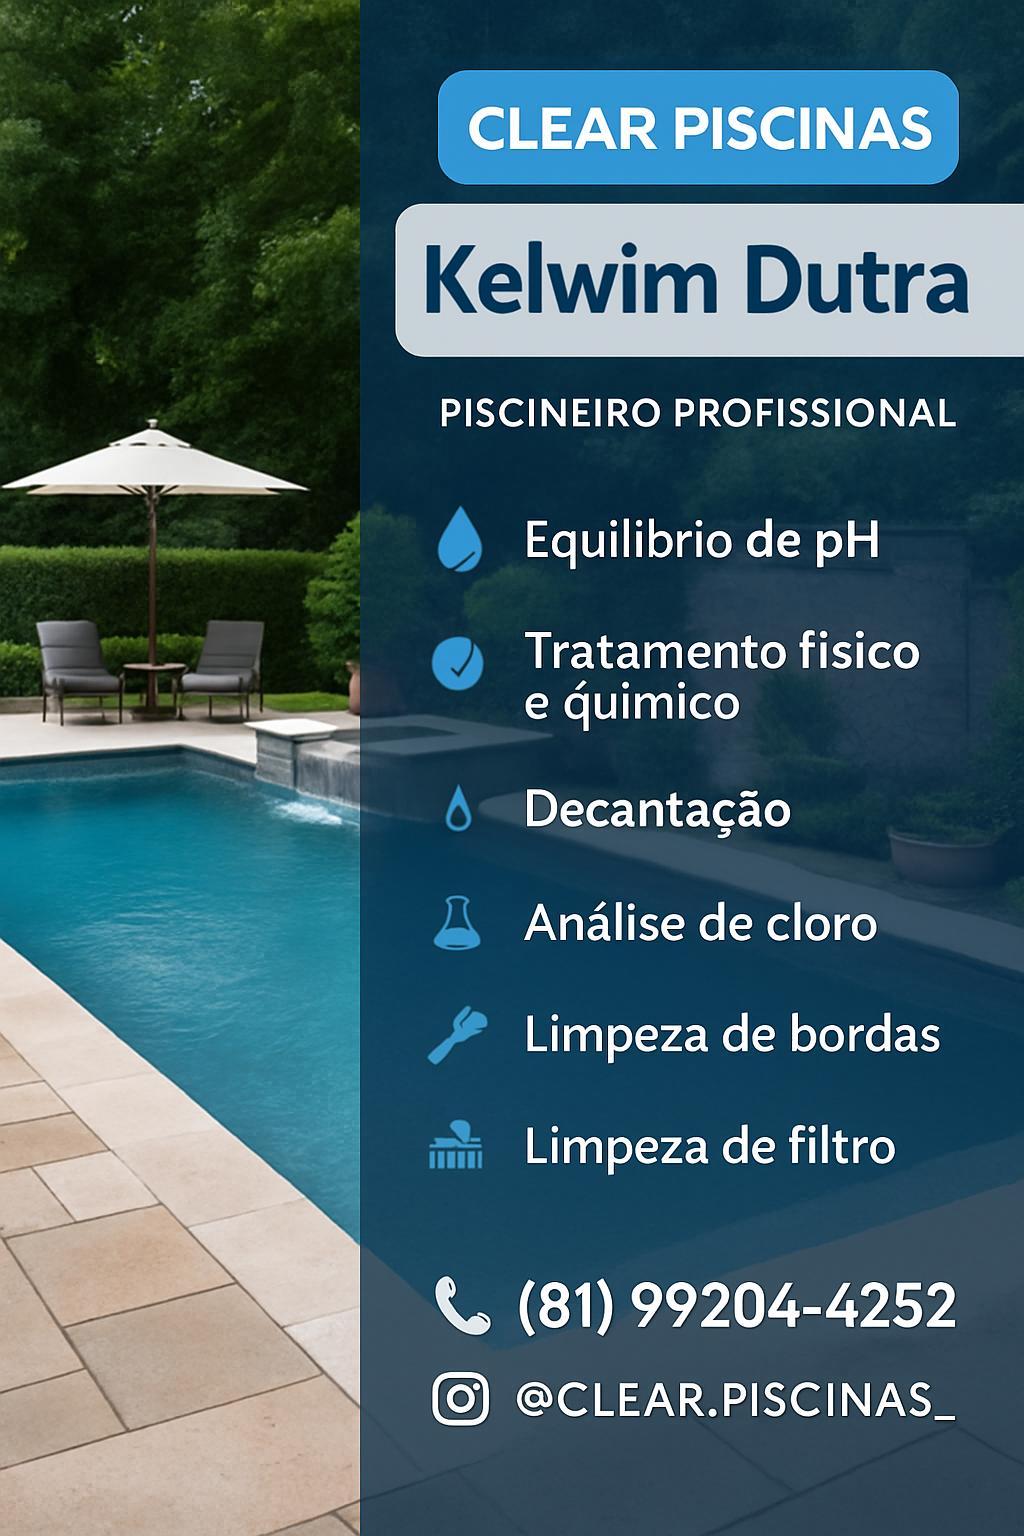 CLEAR PISCINAS
Kelwim Dutra
PISCINEIRO PROFISSIONAL
Equilibrio de pH
Tratamento fisico
e q́uimico
Decantação
Análise de cloro
Limpeza de bordas
Limpeza de filtro
(81) 99204-4252
@CLEAR.PISCINAS_